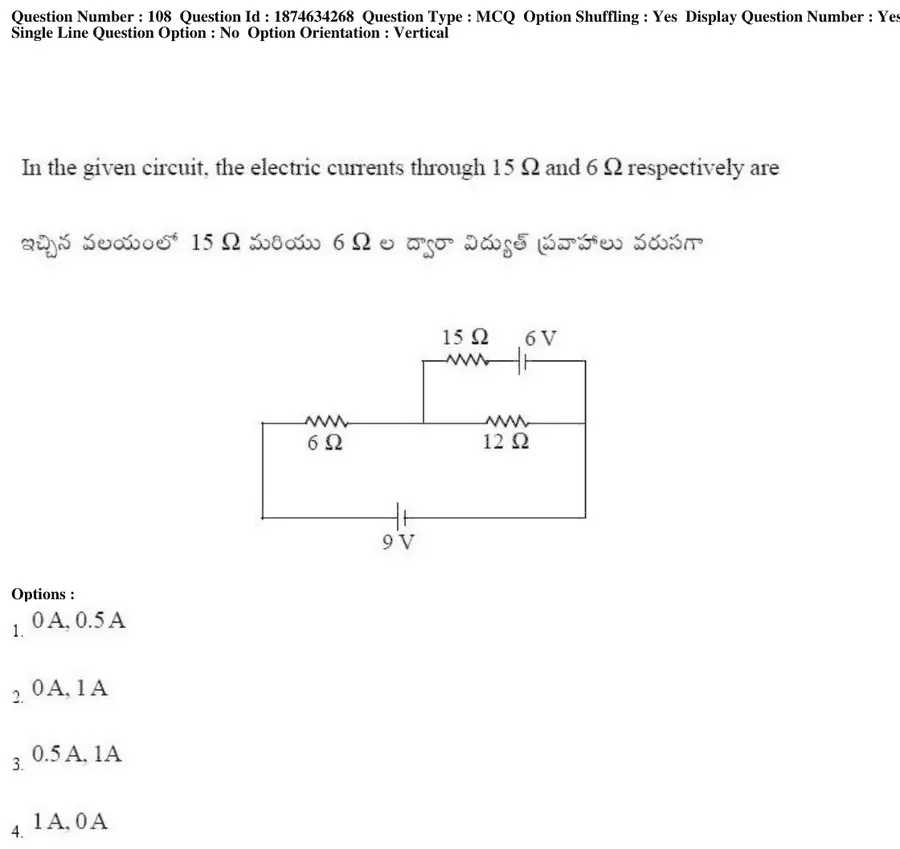 Question Number : 108 Question Id : 1874634268 Question Type : MCQ Option Shuffling : Yes Display Question Number : Yes
Single Line Question Option : No Option Orientation : Vertical
In the given circuit, the electric currents through 15 Ω and 6 Ω respectively are
ఇచ్చిన వలయంలో 15 Ω మరియు 6 Ω ల ద్వారా విద్యుత్ ప్రవాహాలు వరుసగా
15 Ω 6 V
6 Ω 12 Ω
9 V
Options :
1. 0 A, 0.5 A
2. 0 A, 1 A
3. 0.5 A, 1A
4. 1 A, 0 A